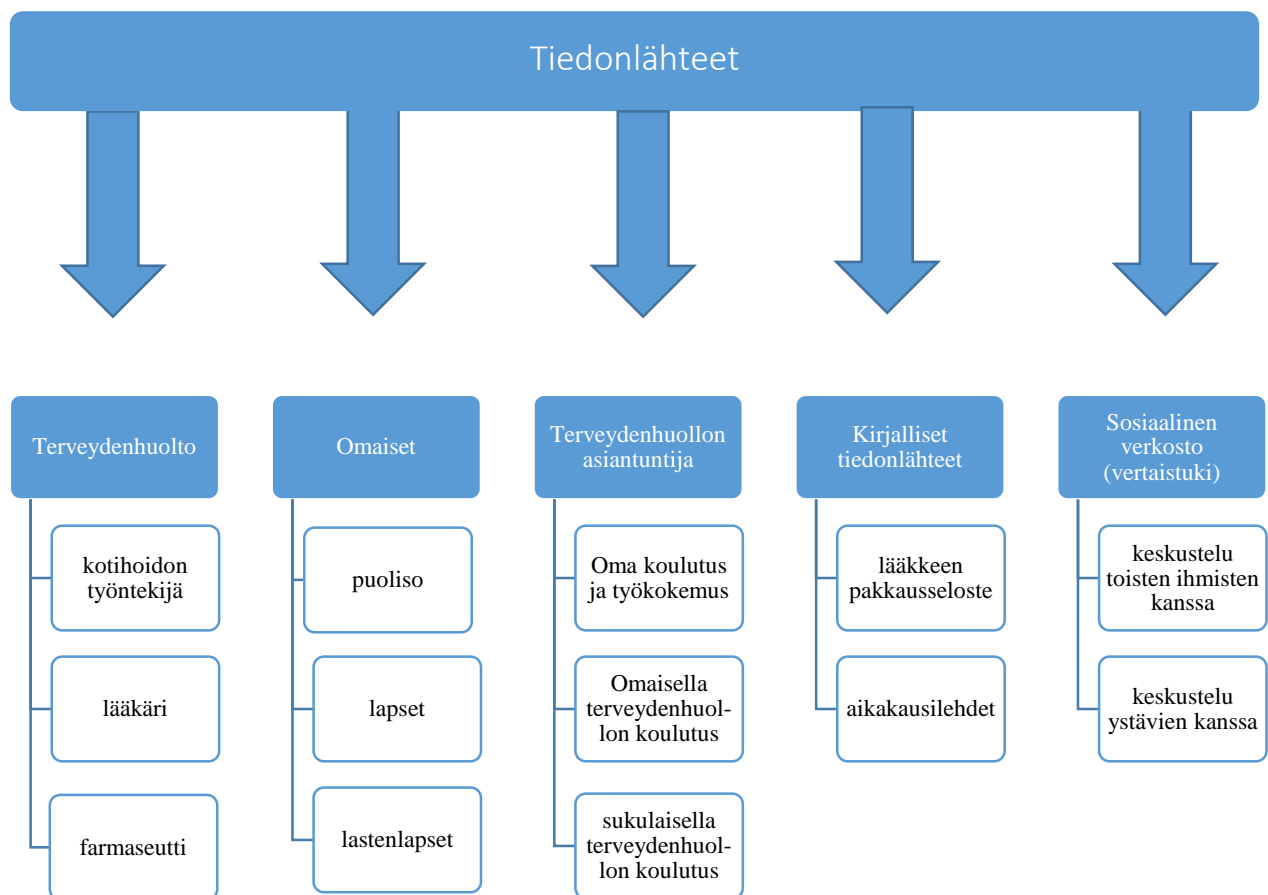 Tiedonlähteet
Terveydenhuolto
kotihoidon
työntekijä
lääkäri
farmaseutti
Omaiset
puoliso
lapset
lastenlapset
Terveydenhuollon
asiantuntija
Oma koulutus
ja työkokemus
Omaisella
terveydenhuol-
lon koulutus
sukulaisella
terveydenhuol-
lon koulutus
Kirjalliset
tiedonlähteet
lääkkeen
pakkausseloste
aikakausilehdet
Sosiaalinen
verkosto
(vertaistuki)
keskustelu
toisten ihmisten
kanssa
keskustelu
ystävien kanssa